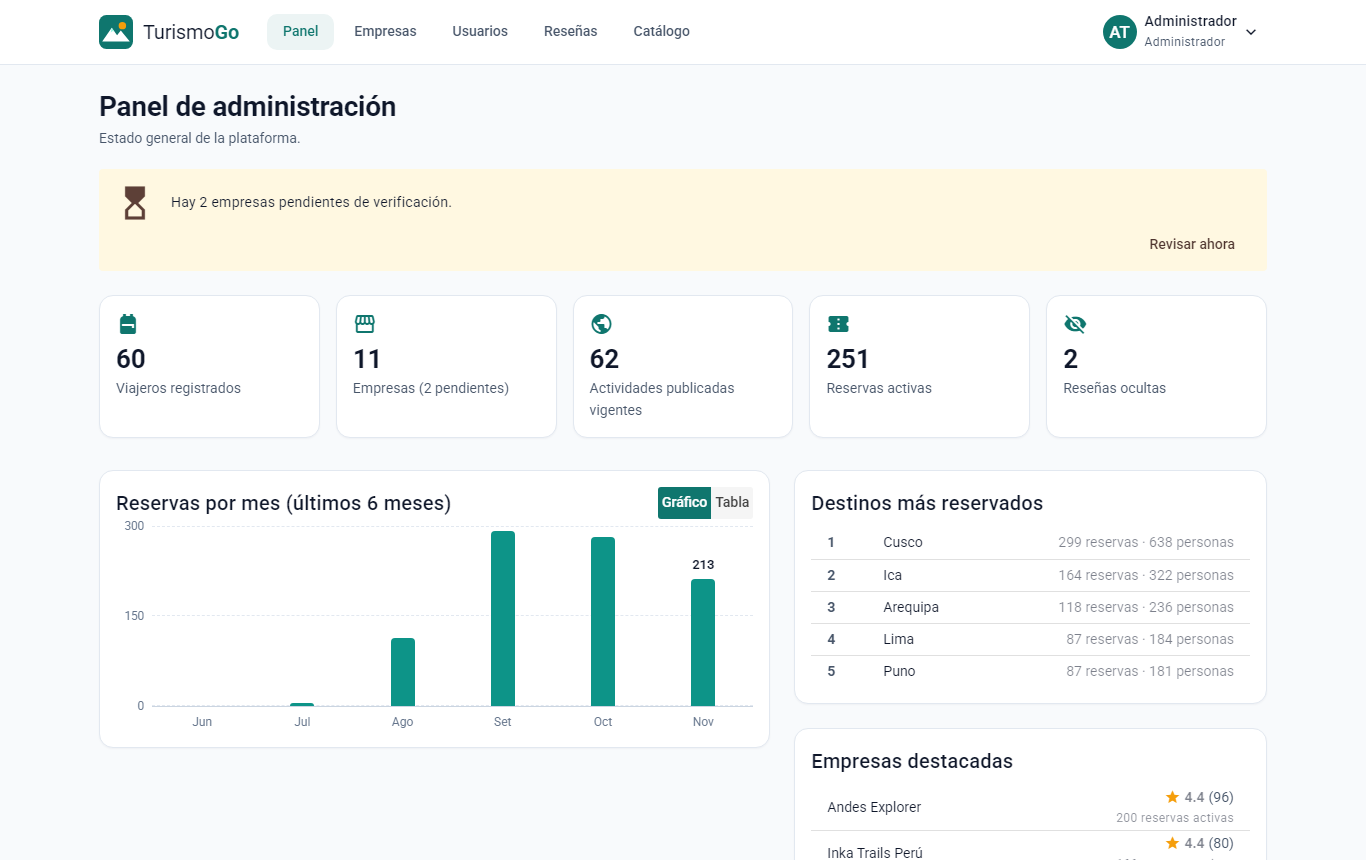 TurismoGo
Panel
Empresas
Usuarios
Reseñas
Catálogo
AT
Administrador
Administrador
Panel de administración
Estado general de la plataforma.
Hay 2 empresas pendientes de verificación.
Revisar ahora
60
Viajeros registrados
11
Empresas (2 pendientes)
62
Actividades publicadas
vigentes
251
Reservas activas
2
Reseñas ocultas
Reservas por mes (últimos 6 meses)
Gráfico
Tabla
300
150
0
213
Jun
Jul
Ago
Set
Oct
Nov
Destinos más reservados
1 Cusco 299 reservas · 638 personas
2 Ica 164 reservas · 322 personas
3 Arequipa 118 reservas · 236 personas
4 Lima 87 reservas · 184 personas
5 Puno 87 reservas · 181 personas
Empresas destacadas
Andes Explorer
4.4 (96)
200 reservas activas
Inka Trails Perú
4.4 (80)